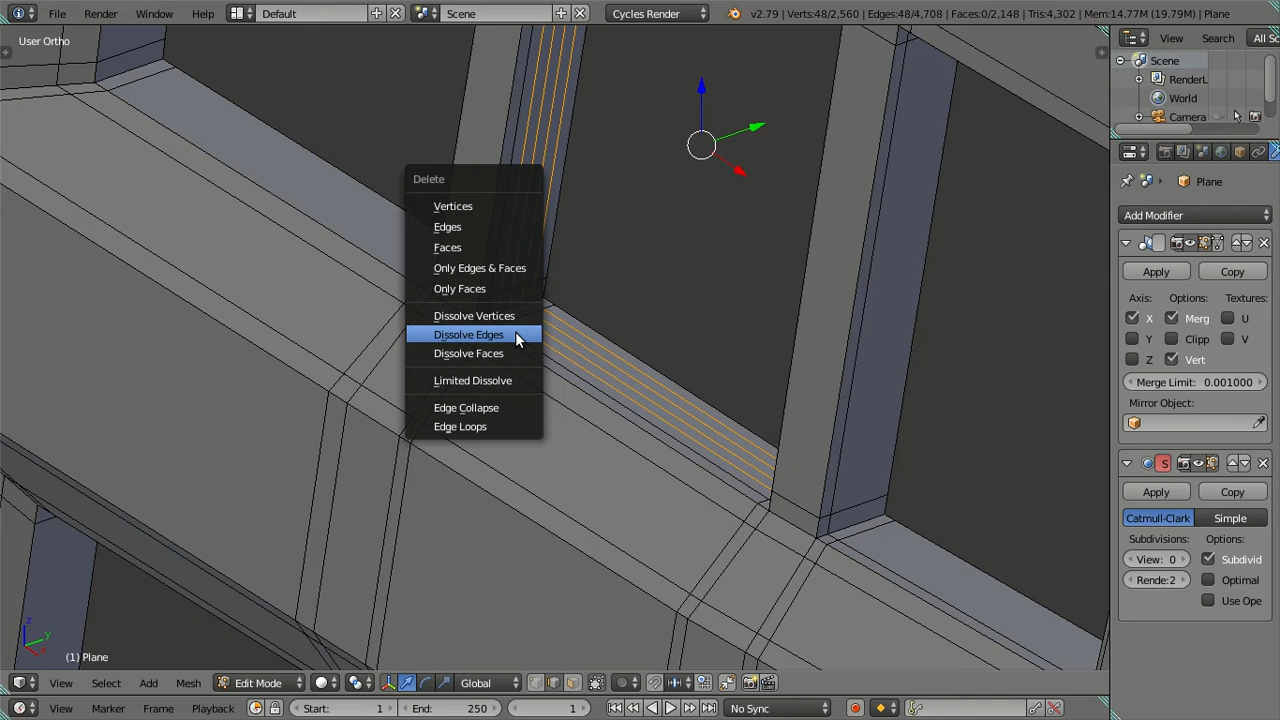 File Render Window Help Default Scene Cycles Render v2.79 | Verts:48/2,560 | Edges:48/4,708 | Faces:0/2,148 | Tris:4,302 | Mem:14.77M (19.79M) | Plane
User Ortho
View Search All Sc
Scene
RenderL
World
Camera
Plane
Add Modifier
Apply Copy
Axis: Options: Textures:
X Merg U
Y Clipp V
Z Vert
Merge Limit: 0.001000
Mirror Object:
S
Apply Copy
Catmull-Clark Simple
Subdivisions: Options:
View: 0 Subdivid
Rende:2 Optimal
Use Ope
Delete
Vertices
Edges
Faces
Only Edges & Faces
Only Faces
Dissolve Vertices
Dissolve Edges
Dissolve Faces
Limited Dissolve
Edge Collapse
Edge Loops
z
y
x
(1) Plane
View Select Add Mesh Edit Mode Global
View Marker Frame Playback Start: 1 End: 250 1 No Sync